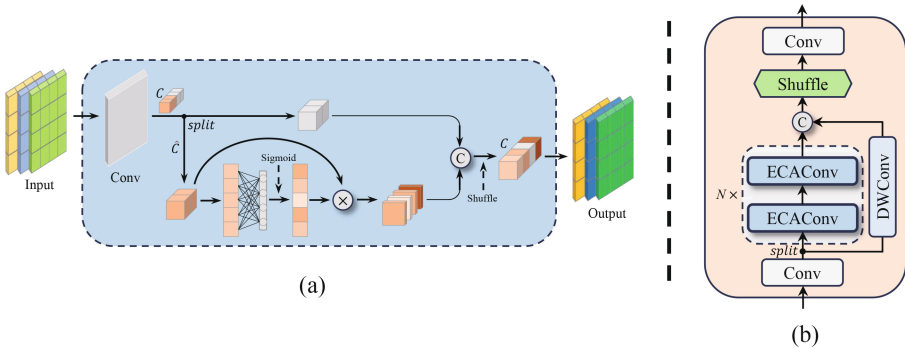 Input
Conv
C
split
Ĉ
Sigmoid
×
C
Shuffle
C
Output
(a)
Conv
Shuffle
C
ECAConv
N×
ECAConv
DWConv
split
Conv
(b)